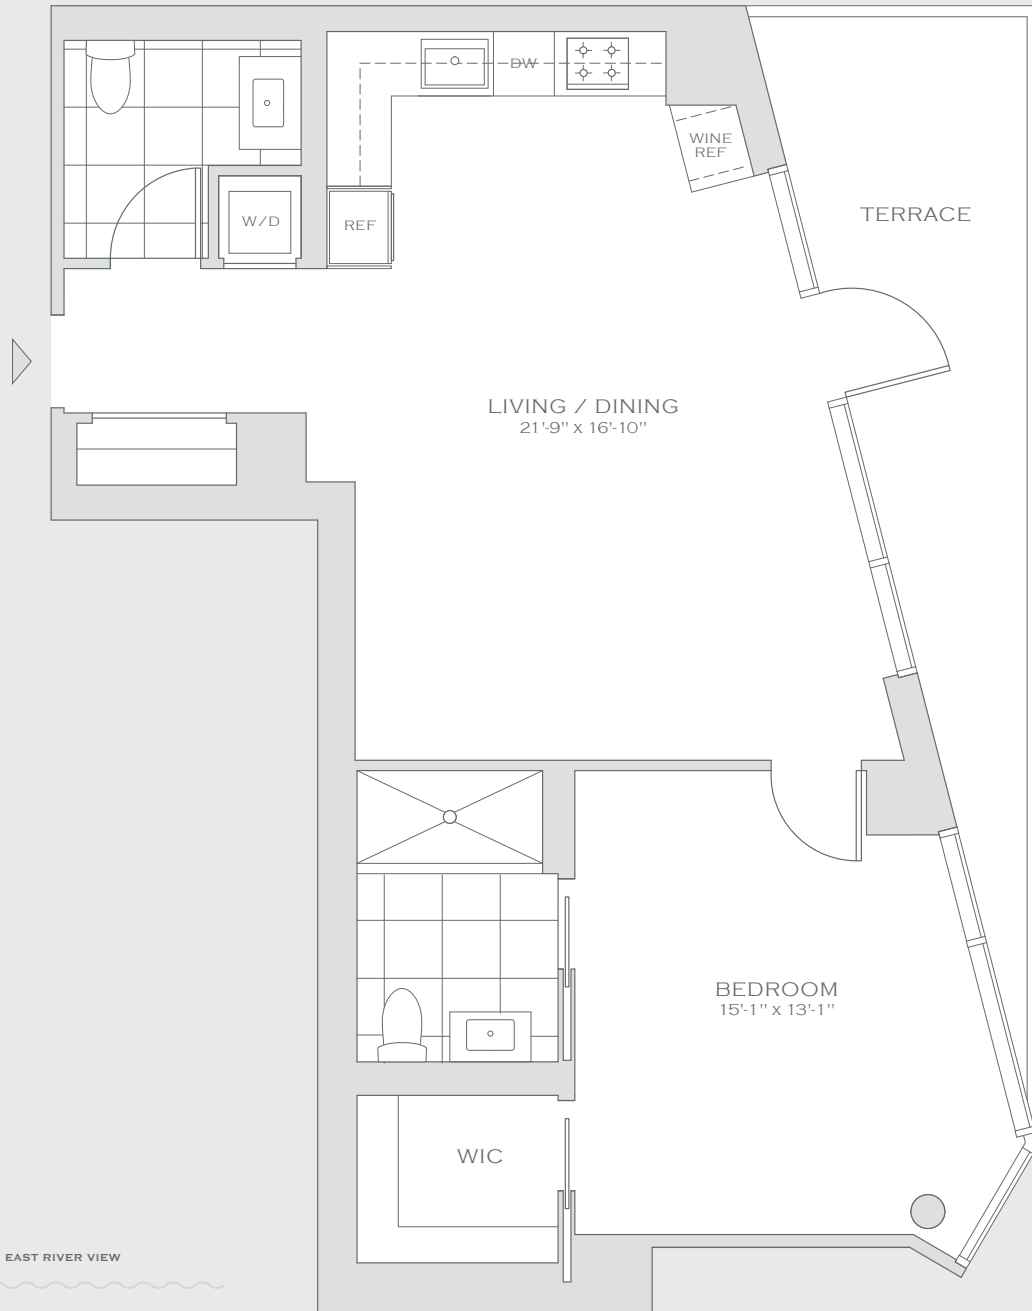 DW
WINE
REF
W/D
REF
TERRACE
LIVING / DINING
21'-9" x 16'-10"
BEDROOM
15'-1" x 13'-1"
WIC
EAST RIVER VIEW